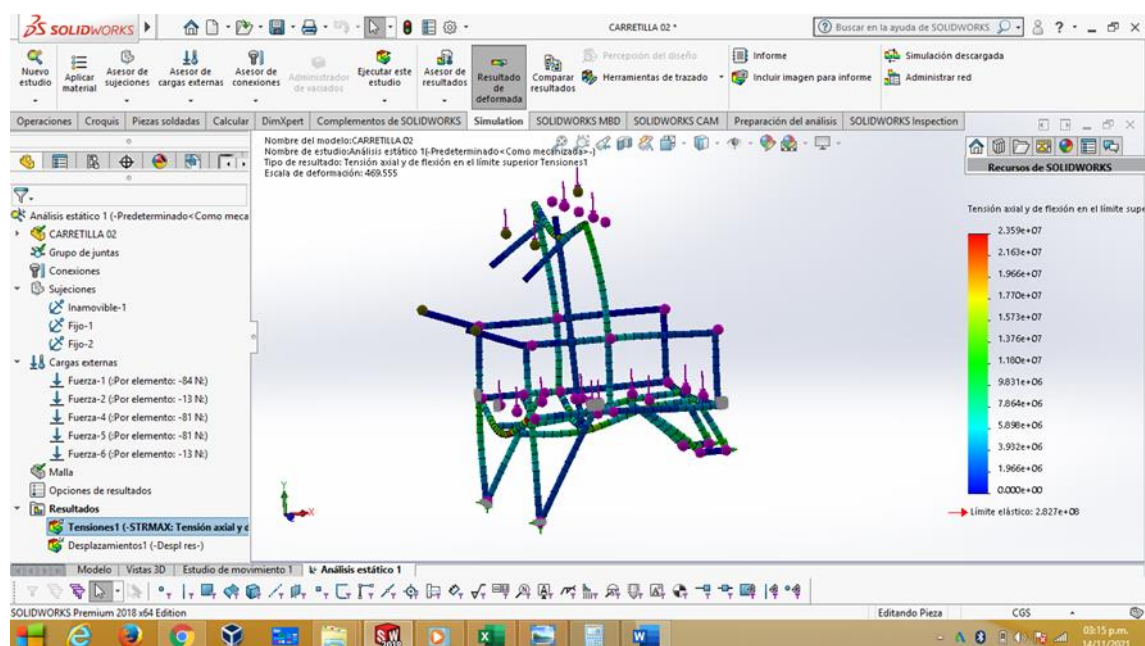 SOLIDWORKS
CARRETILLA 02 *
Buscar en la ayuda de SOLIDWORKS
Nuevo estudio
Aplicar material
Asesor de sujeciones
Asesor de cargas externas
Asesor de conexiones
Administrador de vaciados
Ejecutar este estudio
Asesor de resultados
Resultado de deformada
Comparar resultados
Percepción del diseño
Herramientas de trazado
Informe
Incluir imagen para informe
Simulación descargada
Administrar red
Operaciones Croquis Piezas soldadas Calcular DimXpert Complementos de SOLIDWORKS Simulation SOLIDWORKS MBD SOLIDWORKS CAM Preparación del análisis SOLIDWORKS Inspection
Nombre del modelo:CARRETILLA 02
Nombre de estudio:Análisis estático 1(-Predeterminado<Como mecanizada>-)
Tipo de resultado: Tensión axial y de flexión en el límite superior Tensiones1
Escala de deformación: 469.555
Análisis estático 1 (-Predeterminado<Como meca
CARRETILLA 02
Grupo de juntas
Conexiones
Sujeciones
Inamovible-1
Fijo-1
Fijo-2
Cargas externas
Fuerza-1 (:Por elemento: -84 N:)
Fuerza-2 (:Por elemento: -13 N:)
Fuerza-4 (:Por elemento: -81 N:)
Fuerza-5 (:Por elemento: -81 N:)
Fuerza-6 (:Por elemento: -13 N:)
Malla
Opciones de resultados
Resultados
Tensiones1 (-STRMAX: Tensión axial y d
Desplazamientos1 (-Despl res-)
Y
X
Recursos de SOLIDWORKS
Tensión axial y de flexión en el límite supe
2.359e+07
2.163e+07
1.966e+07
1.770e+07
1.573e+07
1.376e+07
1.180e+07
9.831e+06
7.864e+06
5.898e+06
3.932e+06
1.966e+06
0.000e+00
Límite elástico: 2.827e+08
Modelo Vistas 3D Estudio de movimiento 1 Análisis estático 1
SOLIDWORKS Premium 2018 x64 Edition
Editando Pieza
CGS
03:15 p.m.
14/11/2021